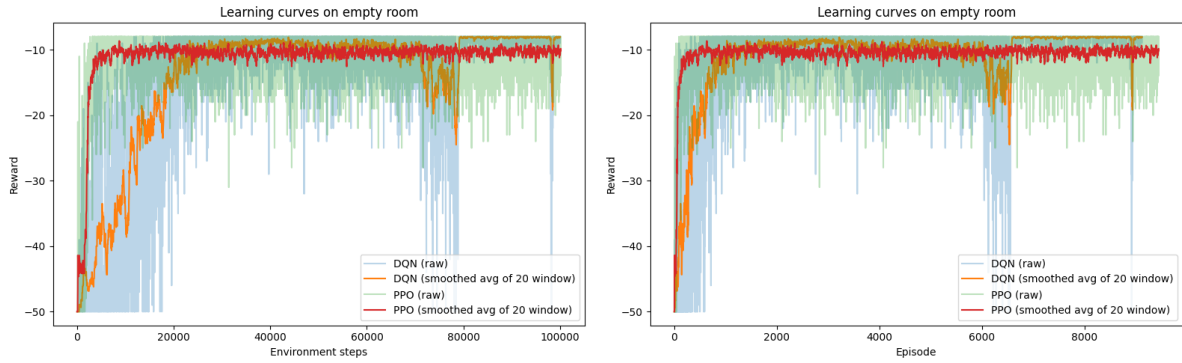 Learning curves on empty room
−10
−20
−30
−40
−50
Reward
0
20000
40000
60000
80000
100000
Environment steps
DQN (raw)
DQN (smoothed avg of 20 window)
PPO (raw)
PPO (smoothed avg of 20 window)
Learning curves on empty room
−10
−20
−30
−40
−50
Reward
0
2000
4000
6000
8000
Episode
DQN (raw)
DQN (smoothed avg of 20 window)
PPO (raw)
PPO (smoothed avg of 20 window)